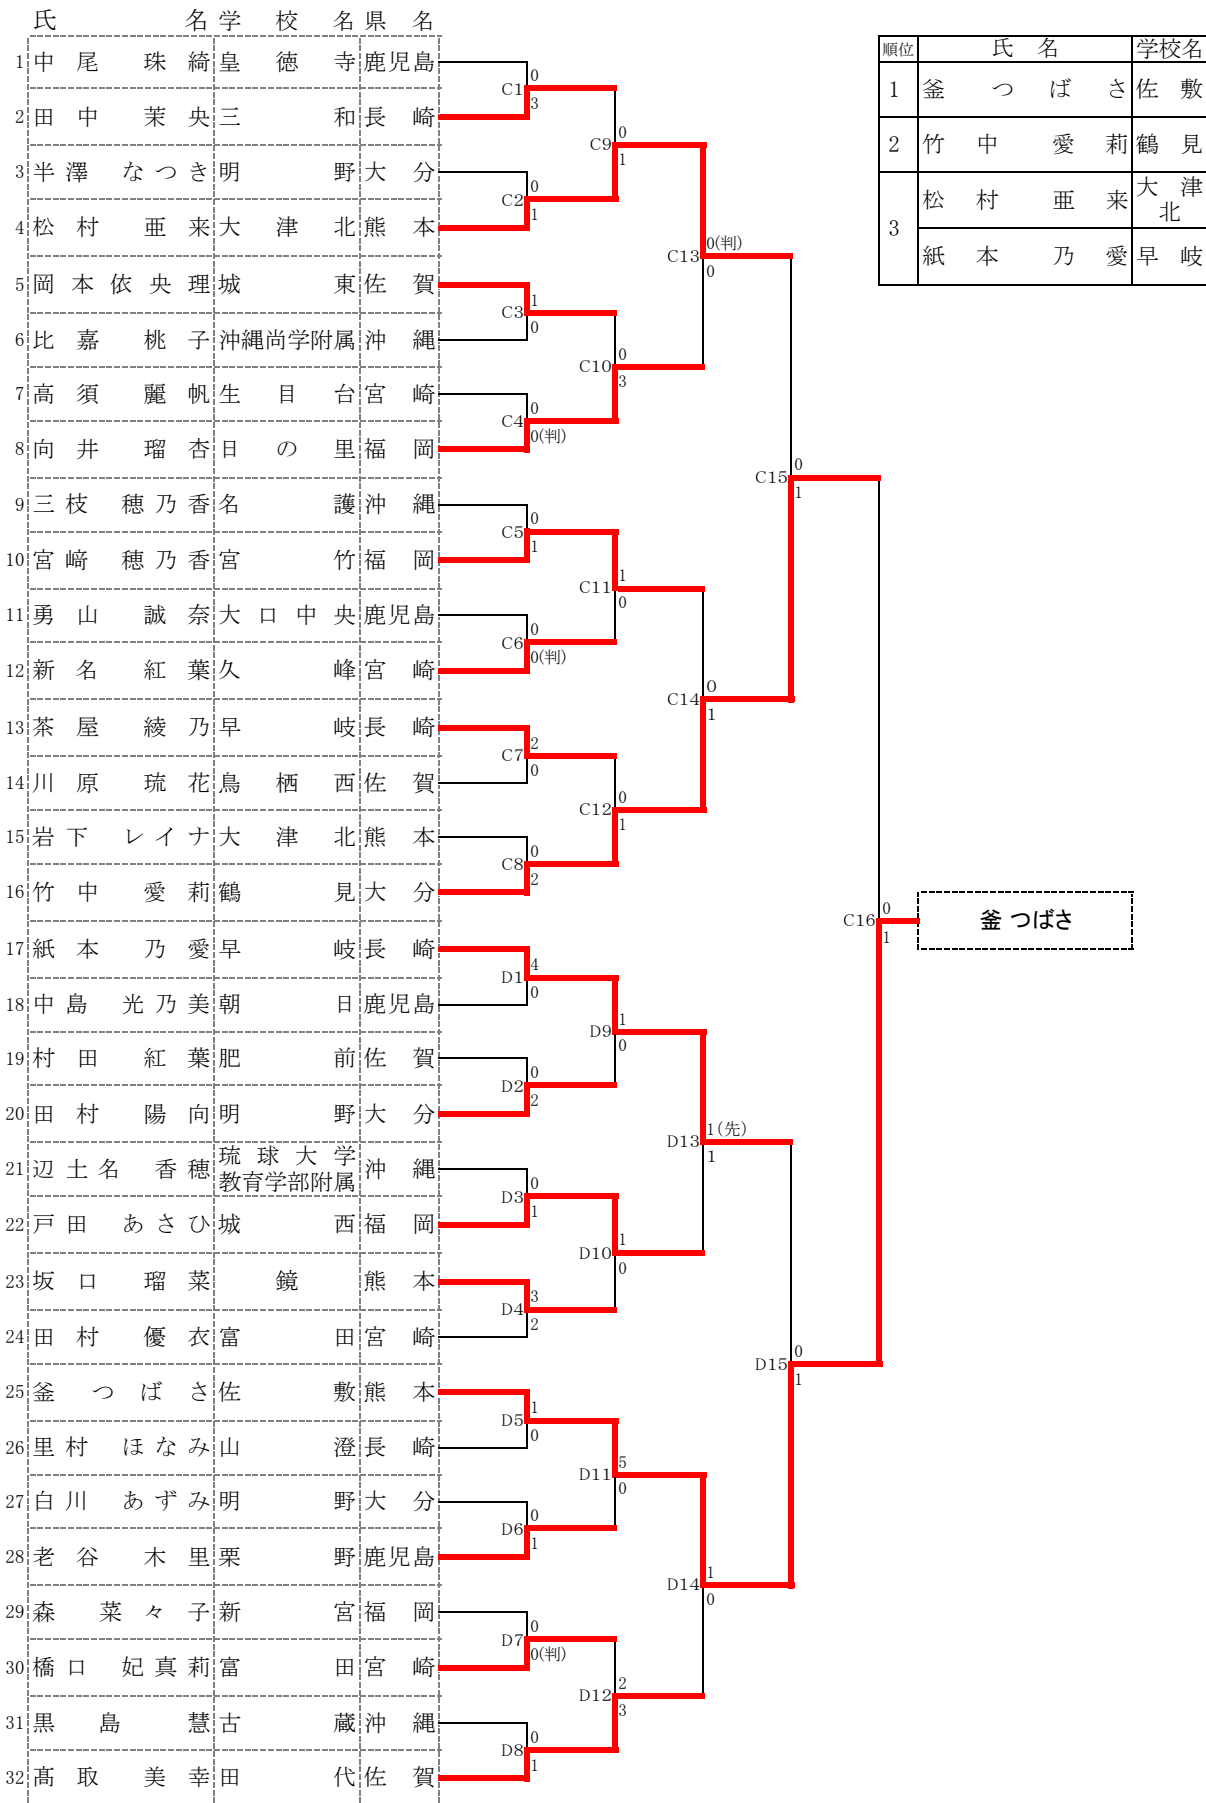 氏 名 学 校 名 県 名
1 中尾 珠綺 皇徳寺 鹿児島
2 田中 茉央 三和 長崎
3 半澤 なつき 明野 大分
4 松村 亜来 大津北 熊本
5 岡本依央理 城東 佐賀
6 比嘉 桃子 沖縄尚学附属 沖縄
7 高須 麗帆 生目台 宮崎
8 向井 瑠杏 日の里 福岡
9 三枝 穂乃香 名護 沖縄
10 宮﨑 穂乃香 宮竹 福岡
11 勇山 誠奈 大口中央 鹿児島
12 新名 紅葉 久峰 宮崎
13 茶屋 綾乃 早岐 長崎
14 川原 琉花 鳥栖西 佐賀
15 岩下 レイナ 大津北 熊本
16 竹中 愛莉 鶴見 大分
17 紙本 乃愛 早岐 長崎
18 中島 光乃美 朝日 鹿児島
19 村田 紅葉 肥前 佐賀
20 田村 陽向 明野 大分
21 辺土名 香穂 琉球大学
教育学部附属 沖縄
22 戸田 あさひ 城西 福岡
23 坂口 瑠菜 鏡 熊本
24 田村 優衣 富田 宮崎
25 釜 つばさ 佐敷 熊本
26 里村 ほなみ 山澄 長崎
27 白川 あずみ 明野 大分
28 老谷 木里 栗野 鹿児島
29 森 菜々子 新宮 福岡
30 橋口 妃真莉 富田 宮崎
31 黒島 慧 古蔵 沖縄
32 髙取 美幸 田代 佐賀
C1 0
3
C2 0
1
C3 1
0
C4 0
0(判)
C5 0
1
C6 0
0(判)
C7 2
0
C8 0
2
D1 4
0
D2 0
2
D3 0
1
D4 3
2
D5 1
0
D6 0
1
D7 0
0(判)
D8 0
1
C9 0
1
C10 0
3
C11 1
0
C12 0
1
D9 1
0
D10 1
0
D11 5
0
D12 2
3
C13 0(判)
0
C14 0
1
D13 1(先)
1
D14 1
0
C15 0
1
D15 0
1
C16 0
1
釜 つばさ
順位 氏 名 学校名
1 釜 つばさ 佐敷
2 竹中 愛莉 鶴見
3 松村 亜来 大津
北
紙本 乃愛 早岐